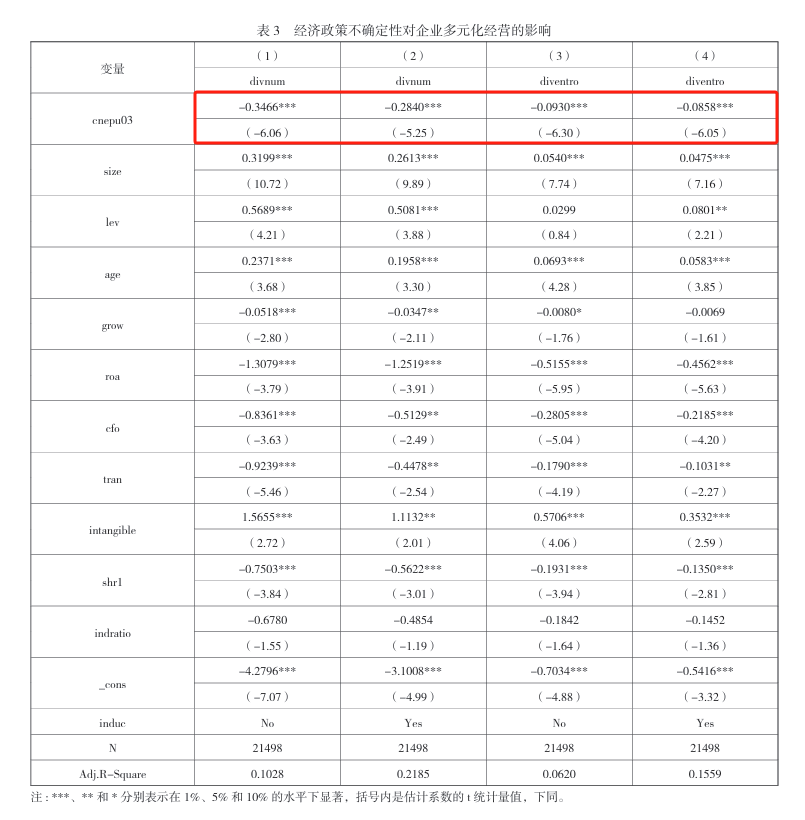 表 3 经济政策不确定性对企业多元化经营的影响
变量 （1） （2） （3） （4）
divnum divnum diventro diventro
cnepu03 –0.3466*** –0.2840*** –0.0930*** –0.0858***
（–6.06） （–5.25） （–6.30） （–6.05）
size 0.3199*** 0.2613*** 0.0540*** 0.0475***
（10.72） （9.89） （7.74） （7.16）
lev 0.5689*** 0.5081*** 0.0299 0.0801**
（4.21） （3.88） （0.84） （2.21）
age 0.2371*** 0.1958*** 0.0693*** 0.0583***
（3.68） （3.30） （4.28） （3.85）
grow –0.0518*** –0.0347** –0.0080* –0.0069
（–2.80） （–2.11） （–1.76） （–1.61）
roa –1.3079*** –1.2519*** –0.5155*** –0.4562***
（–3.79） （–3.91） （–5.95） （–5.63）
cfo –0.8361*** –0.5129** –0.2805*** –0.2185***
（–3.63） （–2.49） （–5.04） （–4.20）
tran –0.9239*** –0.4478** –0.1790*** –0.1031**
（–5.46） （–2.54） （–4.19） （–2.27）
intangible 1.5655*** 1.1132** 0.5706*** 0.3532***
（2.72） （2.01） （4.06） （2.59）
shr1 –0.7503*** –0.5622*** –0.1931*** –0.1350***
（–3.84） （–3.01） （–3.94） （–2.81）
indratio –0.6780 –0.4854 –0.1842 –0.1452
（–1.55） （–1.19） （–1.64） （–1.36）
_cons –4.2796*** –3.1008*** –0.7034*** –0.5416***
（–7.07） （–4.99） （–4.88） （–3.32）
induc No Yes No Yes
N 21498 21498 21498 21498
Adj.R–Square 0.1028 0.2185 0.0620 0.1559
注：***、** 和 * 分别表示在 1%、5% 和 10% 的水平下显著，括号内是估计系数的 t 统计量值，下同。